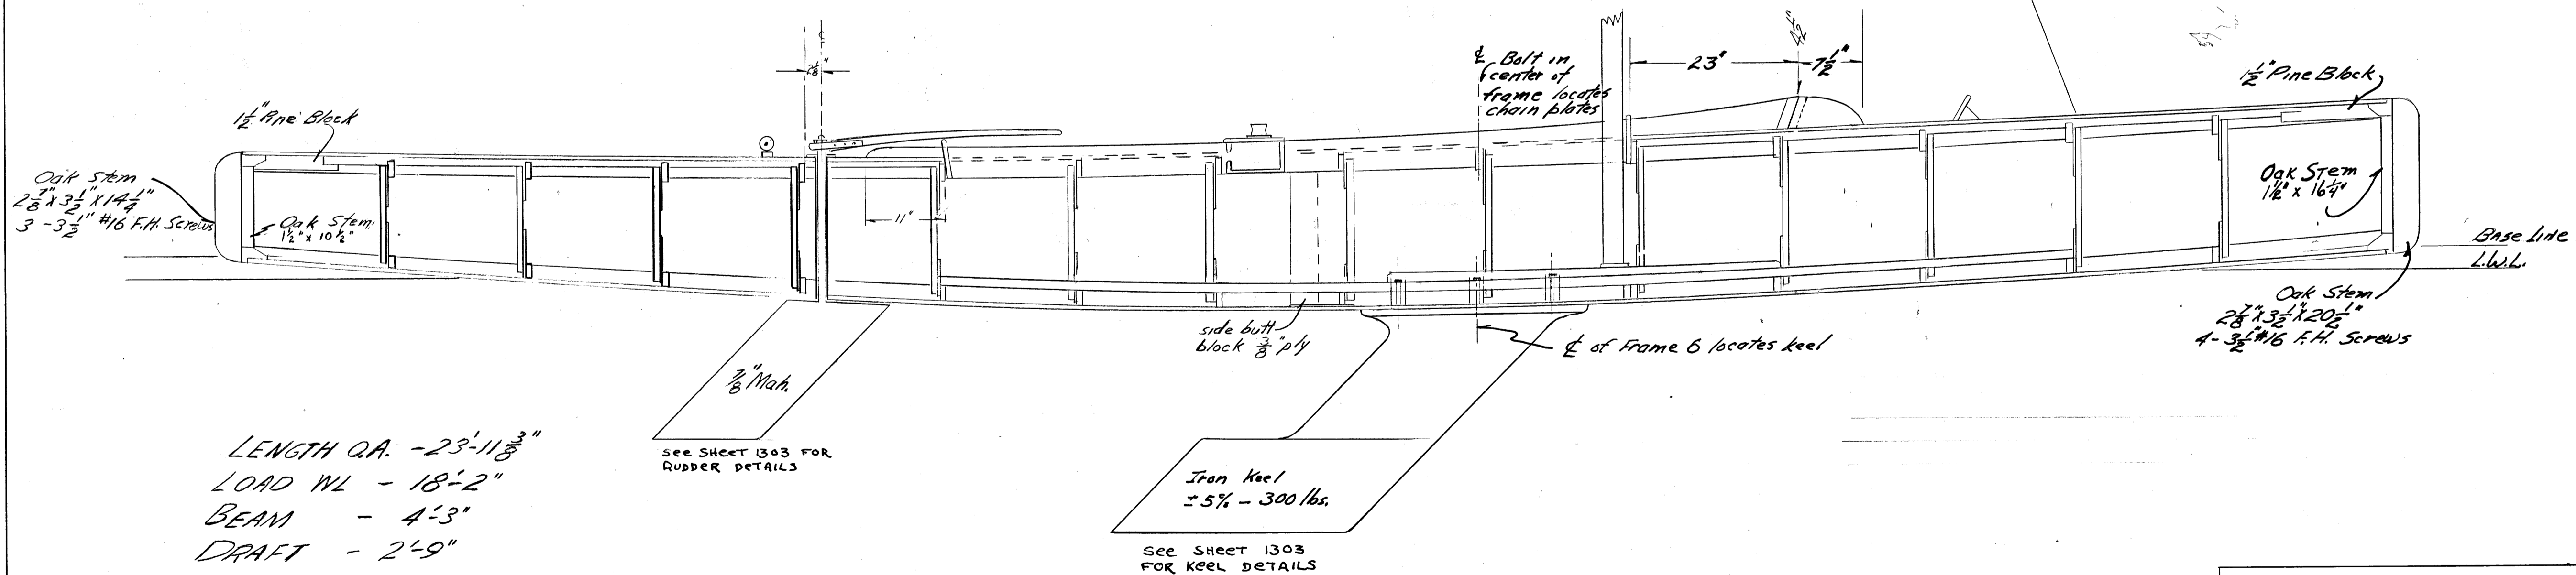 1 1/2" Pine Block
Oak Stem
2 7/8" x 3 1/2" x 14 1/4"
3 - 3 1/2" #16 F.H. Screws
Oak Stem
1 1/2" x 10 1/2"
11"
℄ Bolt in
center of
frame locates
chain plates
23"
4 1/2"
7 1/2"
1 1/2" Pine Block
Oak Stem
1 1/2" x 16 1/4"
Base Line
L.W.L.
Oak Stem
2 7/8" x 3 1/2" x 20 1/2"
4 - 3 1/2" #16 F.H. Screws
side butt
block 3/8" ply
℄ of Frame 6 locates keel
7/8" Mah.
See SHEET 1303 FOR
RUDDER DETAILS
Iron Keel
±5% - 300 lbs.
See SHEET 1303
FOR KEEL DETAILS
LENGTH O.A. - 23'-11 3/8"
LOAD WL - 18'-2"
BEAM - 4'-3"
DRAFT - 2'-9"